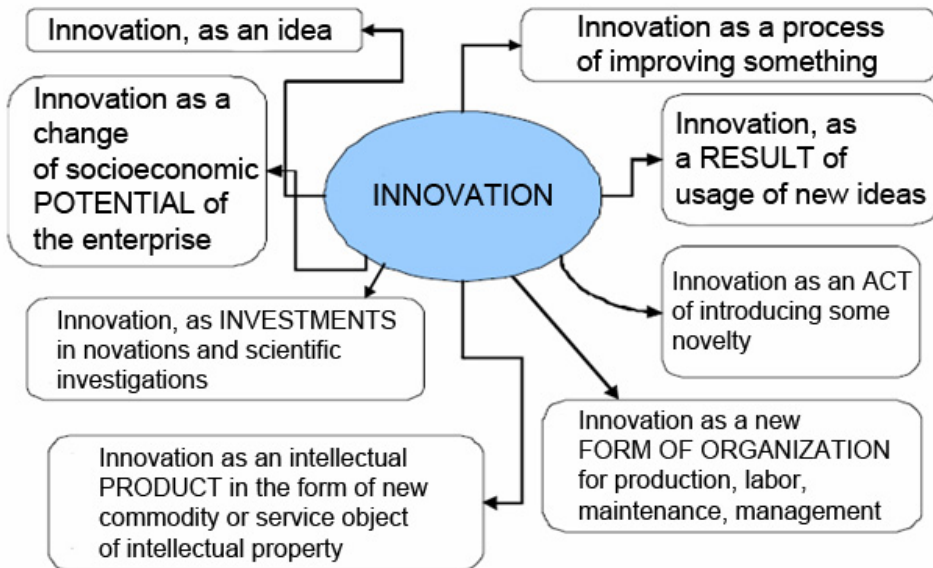 Innovation, as an idea
Innovation as a process
of improving something
Innovation as a
change
of socioeconomic
POTENTIAL of
the enterprise
INNOVATION
Innovation, as
a RESULT of
usage of new ideas
Innovation as an ACT
of introducing some
novelty
Innovation, as INVESTMENTS
in novations and scientific
investigations
Innovation as a new
FORM OF ORGANIZATION
for production, labor,
maintenance, management
Innovation as an intellectual
PRODUCT in the form of new
commodity or service object
of intellectual property